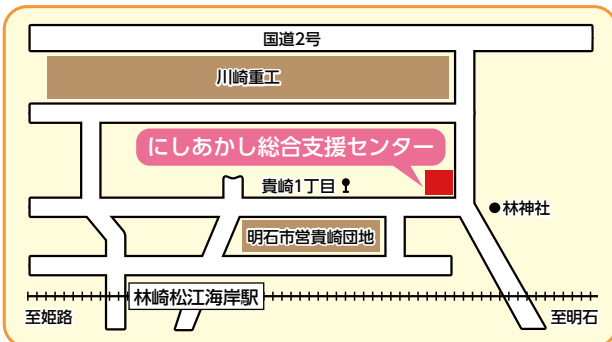 国道2号
川崎重工
にしあかし総合支援センター
貴崎1丁目
林神社
明石市営貴崎団地
林崎松江海岸駅
至姫路
至明石